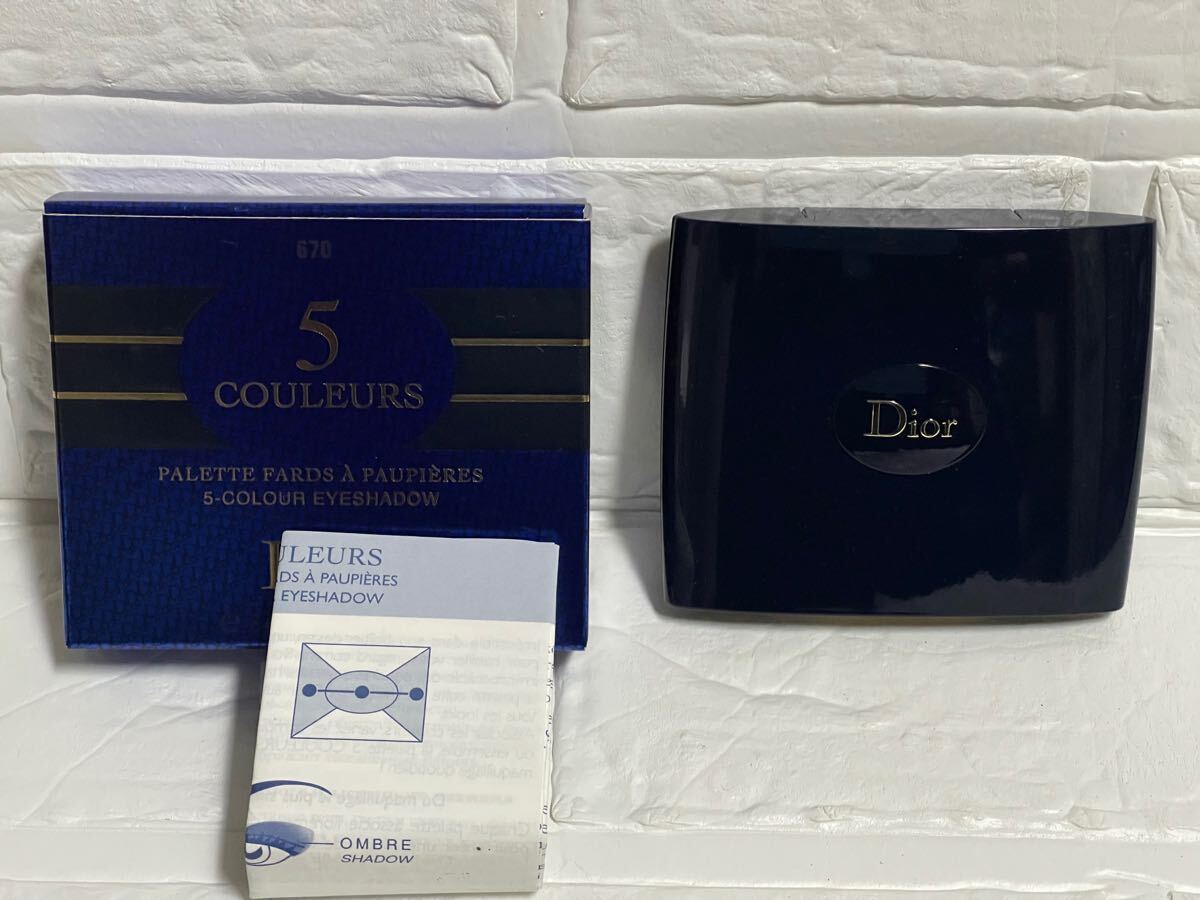 670
5
COULEURS
PALETTE FARDS À PAUPIÈRES
5-COLOUR EYESHADOW
Dior
ULEURS
DS À PAUPIÈRES
EYESHADOW
OMBRE
SHADOW